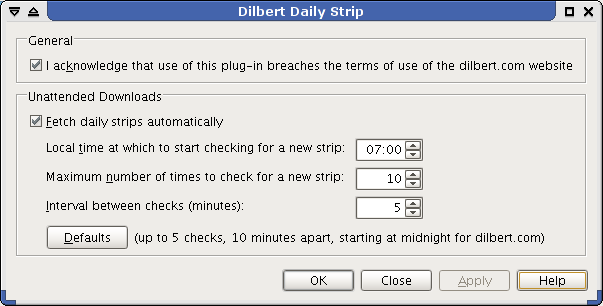 Dilbert Daily Strip
General
I acknowledge that use of this plug-in breaches the terms of use of the dilbert.com website
Unattended Downloads
Fetch daily strips automatically
Local time at which to start checking for a new strip: 07:00
Maximum number of times to check for a new strip: 10
Interval between checks (minutes): 5
Defaults (up to 5 checks, 10 minutes apart, starting at midnight for dilbert.com)
OK Close Apply Help